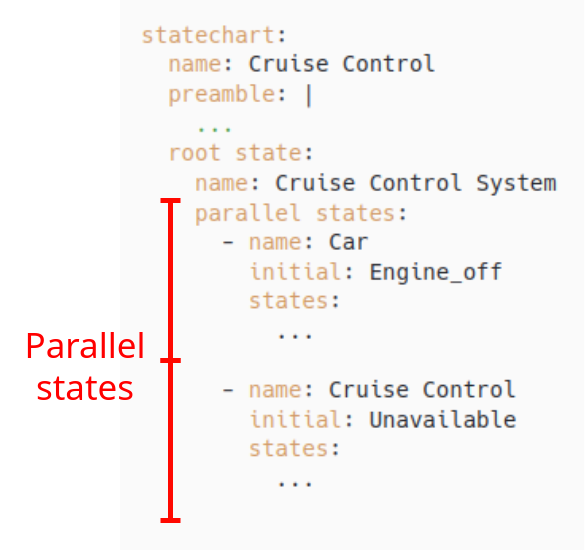 statechart:
name: Cruise Control
preamble: |
...
root state:
name: Cruise Control System
parallel states:
- name: Car
initial: Engine_off
states:
...
- name: Cruise Control
initial: Unavailable
states:
...
Parallel
states